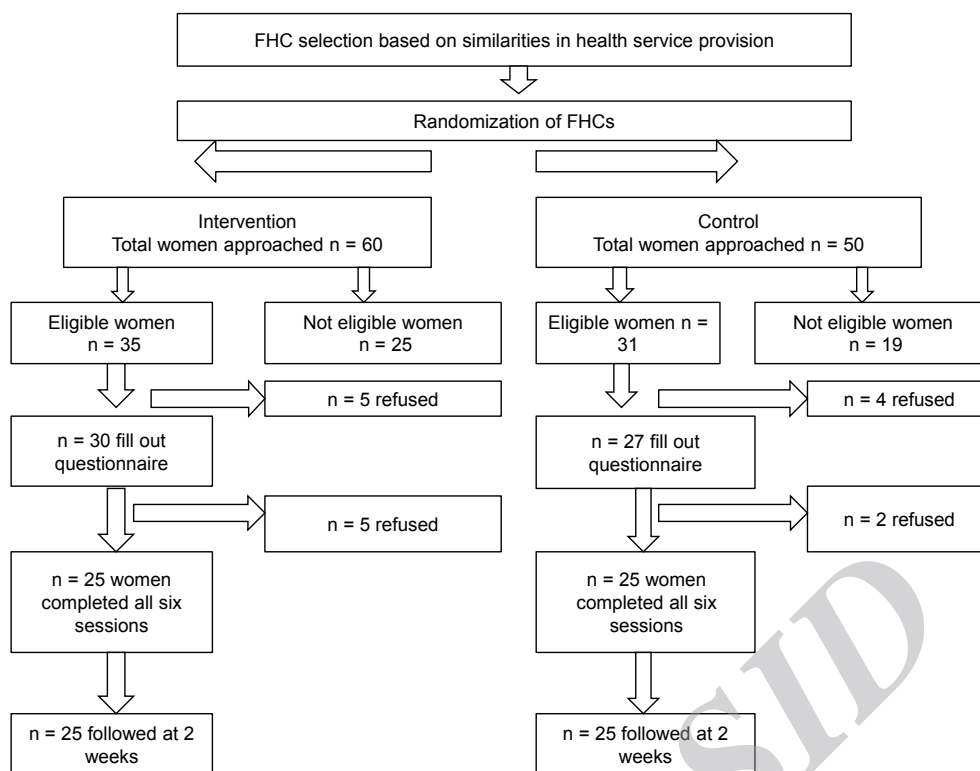 FHC selection based on similarities in health service provision
Randomization of FHCs
Intervention
Total women approached n = 60
Control
Total women approached n = 50
Eligible women
n = 35
Not eligible women
n = 25
Eligible women n =
31
Not eligible women
n = 19
n = 5 refused
n = 4 refused
n = 30 fill out
questionnaire
n = 27 fill out
questionnaire
n = 5 refused
n = 2 refused
n = 25 women
completed all six
sessions
n = 25 women
completed all six
sessions
n = 25 followed at 2
weeks
n = 25 followed at 2
weeks
SID